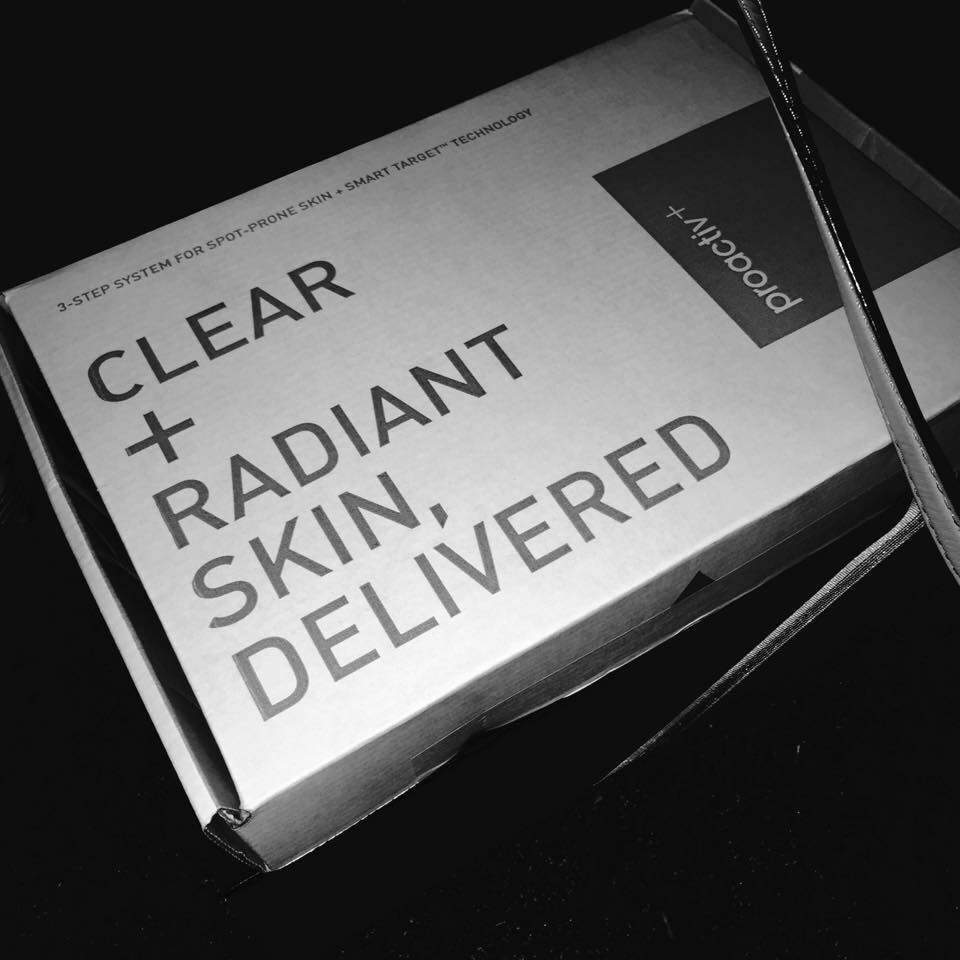 3-STEP SYSTEM FOR SPOT-PRONE SKIN + SMART TARGET™ TECHNOLOGY
CLEAR
+
RADIANT
SKIN,
DELIVERED
proactiv+